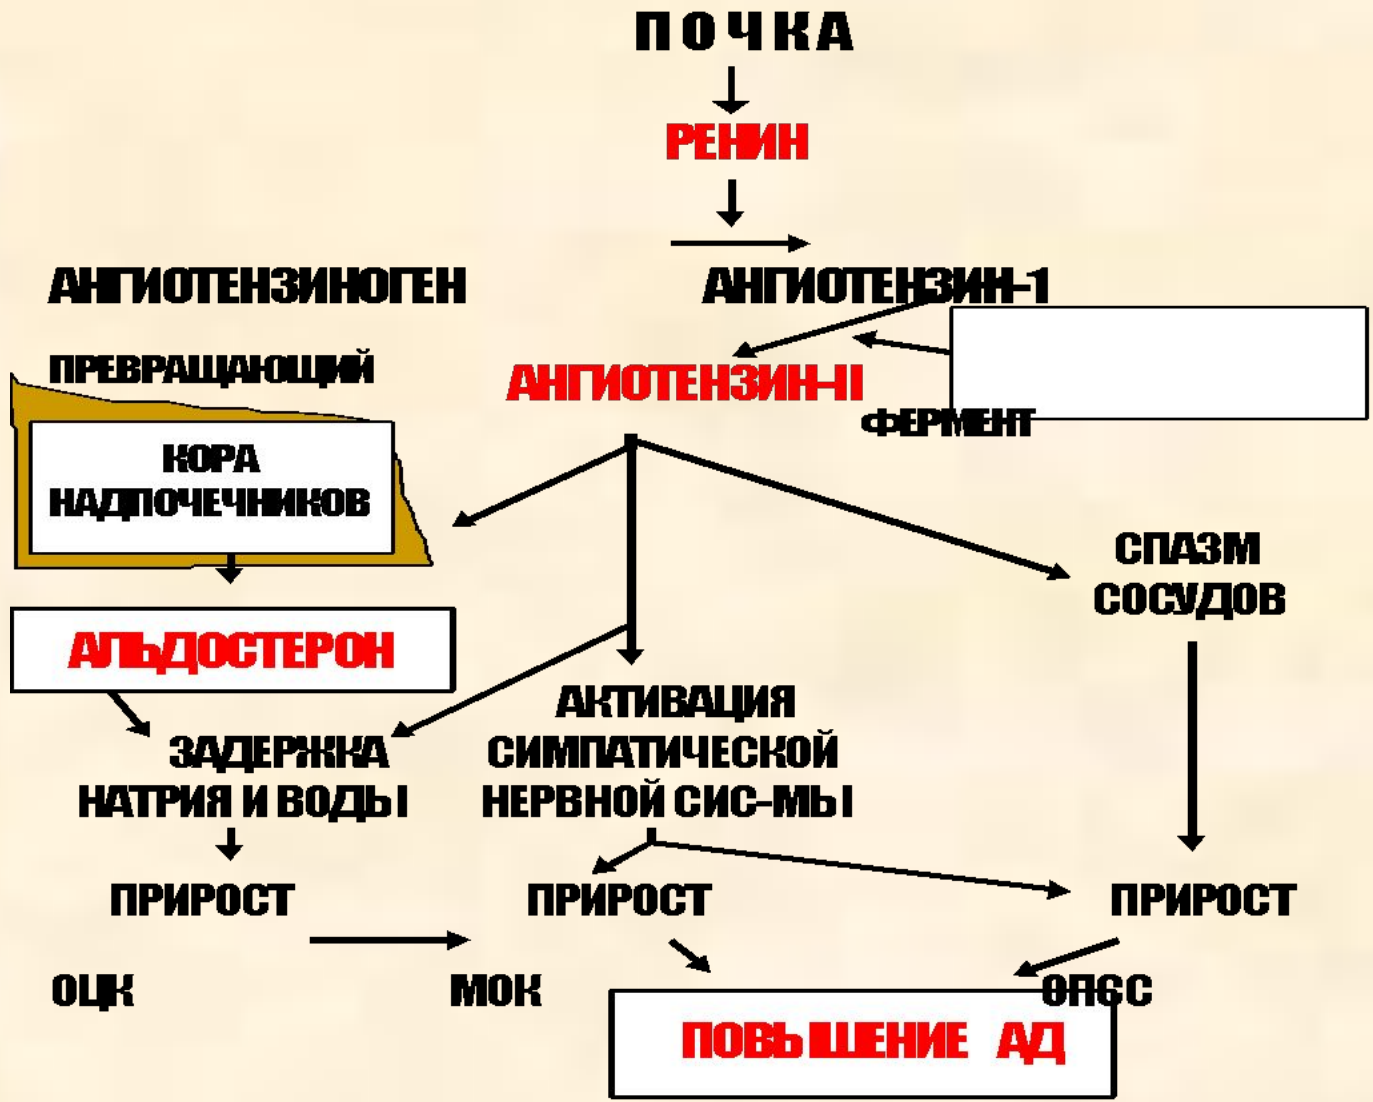 ПОЧКА
РЕНИН
АНГИОТЕНЗИНОГЕН
АНГИОТЕНЗИН-1
ПРЕВРАЩАЮЩИЙ
АНГИОТЕНЗИН-II
ФЕРМЕНТ
КОРА
НАДПОЧЕЧНИКОВ
СПАЗМ
СОСУДОВ
АЛЬДОСТЕРОН
ЗАДЕРЖКА
НАТРИЯ И ВОДЫ
АКТИВАЦИЯ
СИМПАТИЧЕСКОЙ
НЕРВНОЙ СИС-МЫ
ПРИРОСТ
ПРИРОСТ
ПРИРОСТ
ОЦК
МОК
ОПСС
ПОВЫШЕНИЕ АД